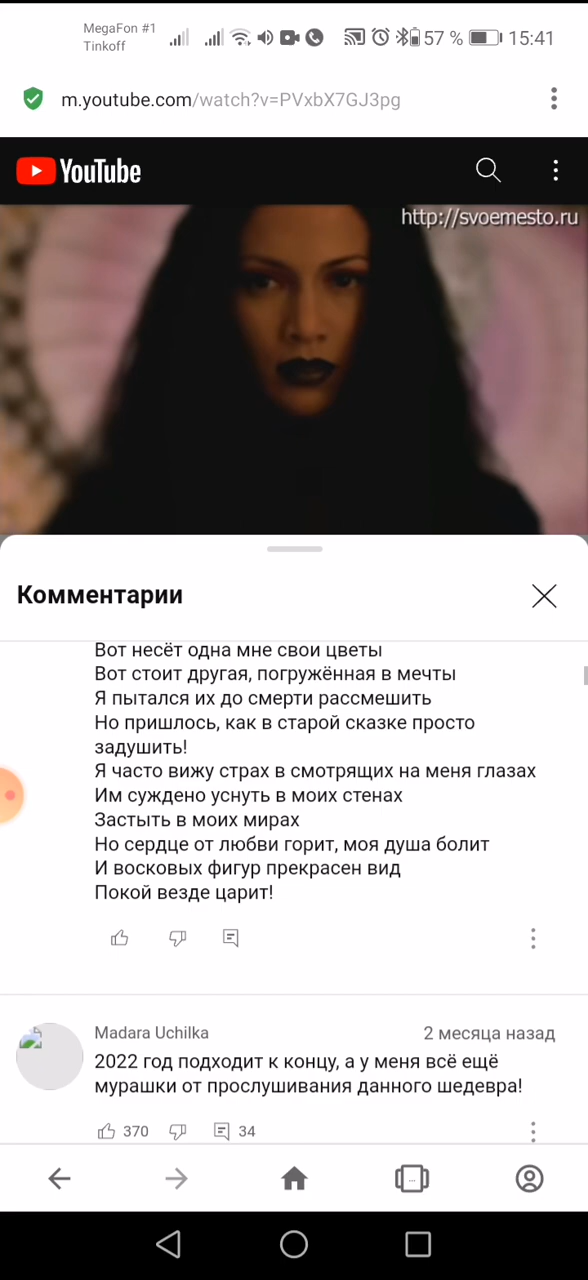 MegaFon #1
Tinkoff
57 %
15:41
m.youtube.com/watch?v=PVxbX7GJ3pg
YouTube
http://svoemesto.ru
Комментарии
Вот несёт одна мне свои цветы
Вот стоит другая, погружённая в мечты
Я пытался их до смерти рассмешить
Но пришлось, как в старой сказке просто
задушить!
Я часто вижу страх в смотрящих на меня глазах
Им суждено уснуть в моих стенах
Застыть в моих мирах
Но сердце от любви горит, моя душа болит
И восковых фигур прекрасен вид
Покой везде царит!
Madara Uchilka
2 месяца назад
2022 год подходит к концу, а у меня всё ещё
мурашки от прослушивания данного шедевра!
370
34